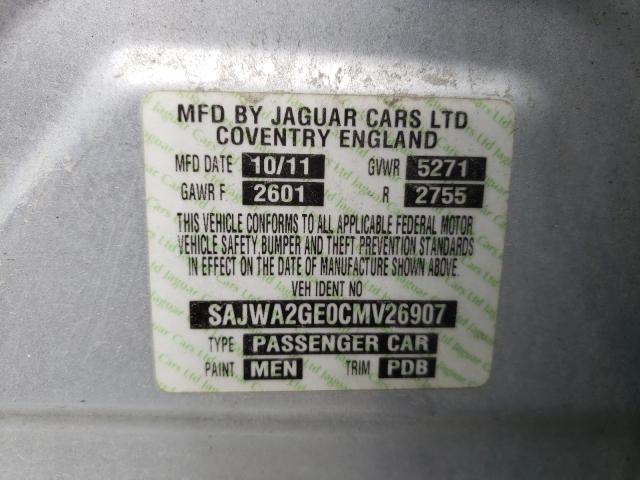 MFD BY JAGUAR CARS LTD
COVENTRY ENGLAND
MFD DATE 10/11 GVWR 5271
GAWR F 2601 R 2755
THIS VEHICLE CONFORMS TO ALL APPLICABLE FEDERAL MOTOR
VEHICLE SAFETY BUMPER AND THEFT PREVENTION STANDARDS
IN EFFECT ON THE DATE OF MANUFACTURE SHOWN ABOVE.
VEH IDENT NO
SAJWA2GE0CMV26907
TYPE PASSENGER CAR
PAINT MEN TRIM PDB